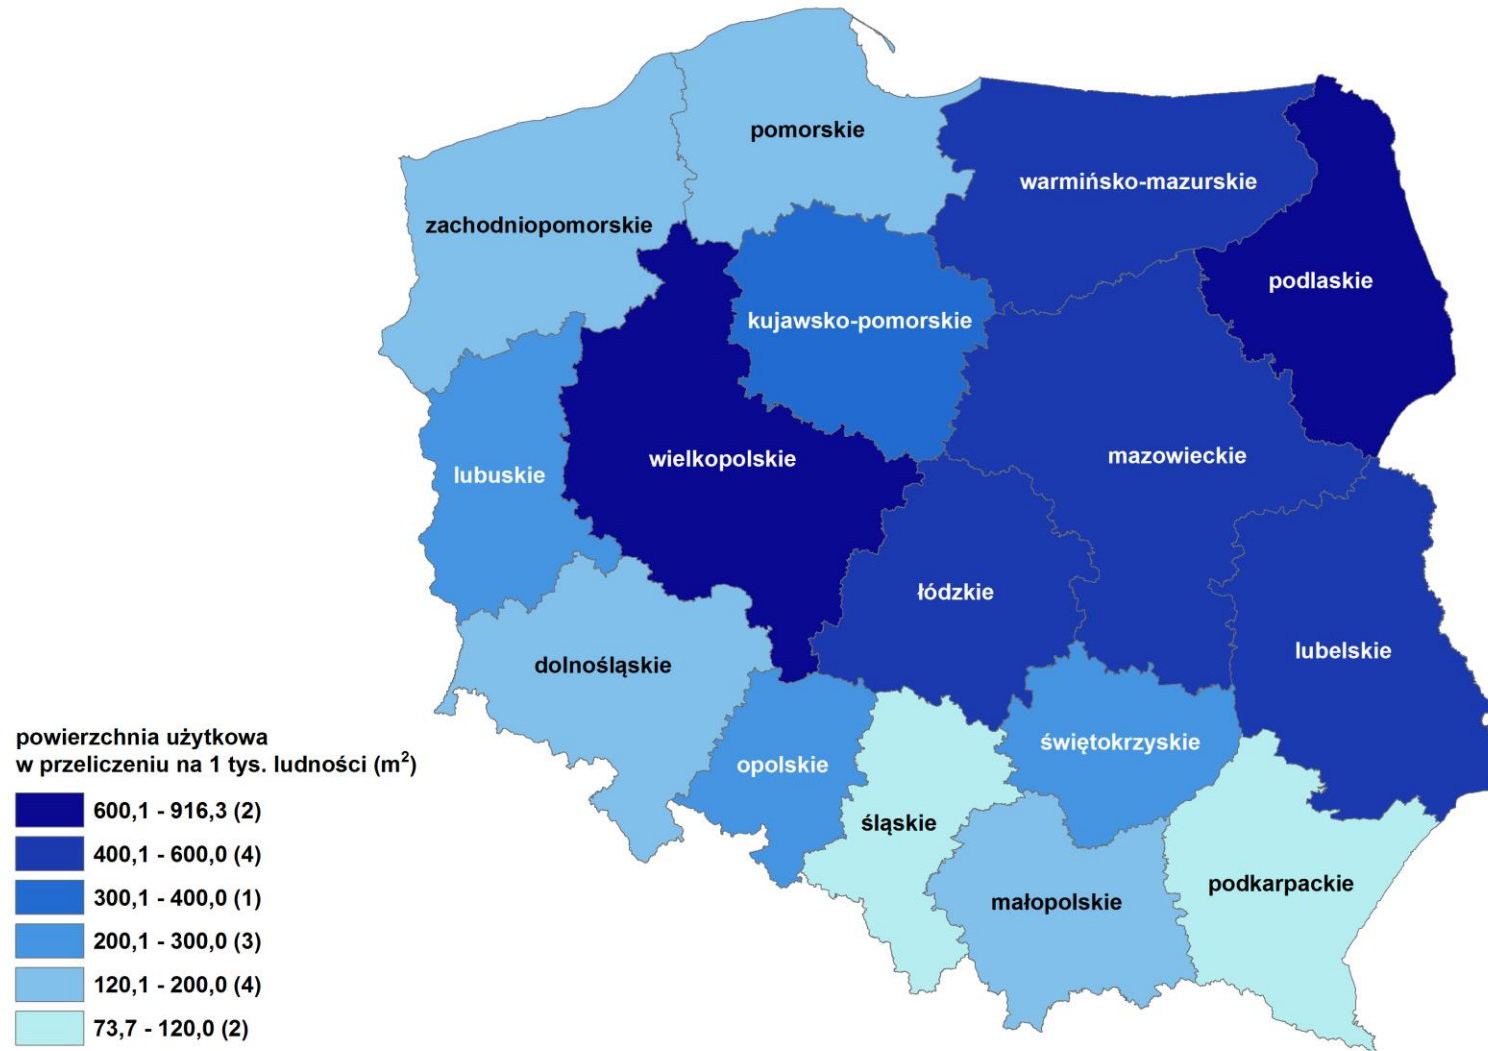 pomorskie
warmińsko-mazurskie
zachodniopomorskie
podlaskie
kujawsko-pomorskie
mazowieckie
wielkopolskie
lubuskie
łódzkie
lubelskie
dolnośląskie
świętokrzyskie
opolskie
śląskie
podkarpackie
małopolskie
powierzchnia użytkowa
w przeliczeniu na 1 tys. ludności (m²)
600,1 - 916,3 (2)
400,1 - 600,0 (4)
300,1 - 400,0 (1)
200,1 - 300,0 (3)
120,1 - 200,0 (4)
73,7 - 120,0 (2)